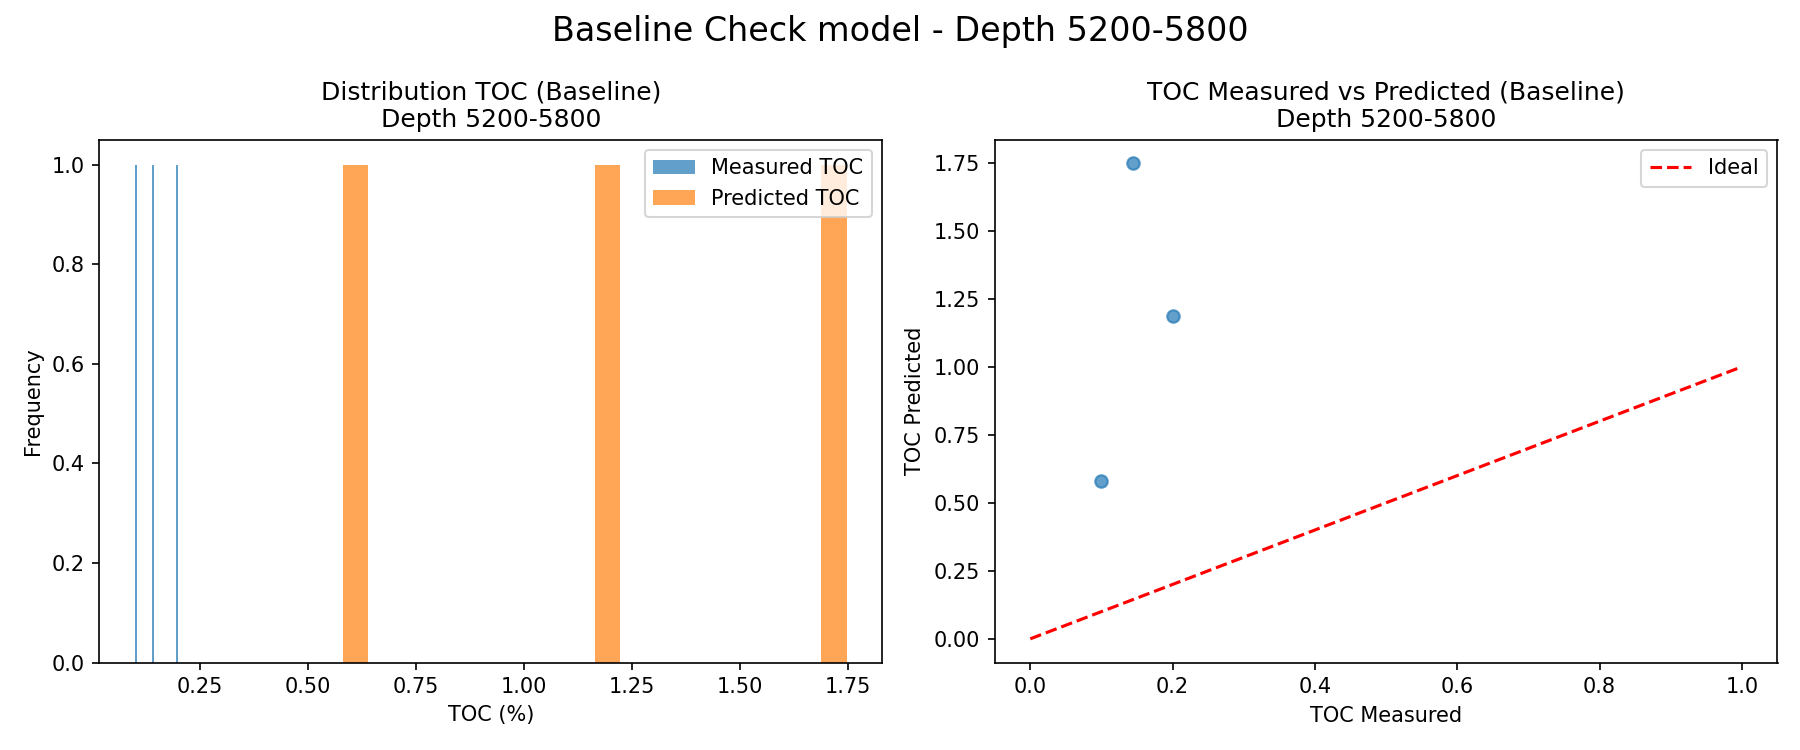 Baseline Check model - Depth 5200-5800
Distribution TOC (Baseline)
Depth 5200-5800
Measured TOC
Predicted TOC
Frequency
1.0
0.8
0.6
0.4
0.2
0.0
0.25 0.50 0.75 1.00 1.25 1.50 1.75
TOC (%)
TOC Measured vs Predicted (Baseline)
Depth 5200-5800
Ideal
TOC Predicted
1.75
1.50
1.25
1.00
0.75
0.50
0.25
0.00
0.0 0.2 0.4 0.6 0.8 1.0
TOC Measured